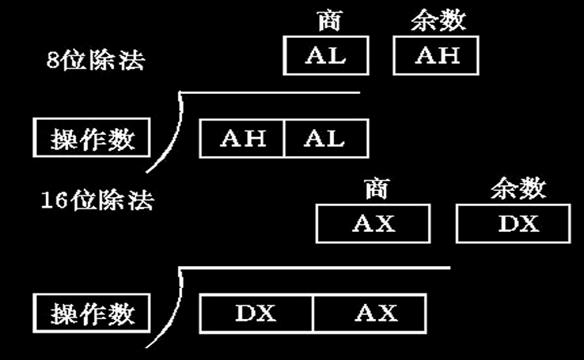 商 余数
8位除法 AL AH
操作数 AH AL
16位除法 商 余数
AX DX
操作数 DX AX